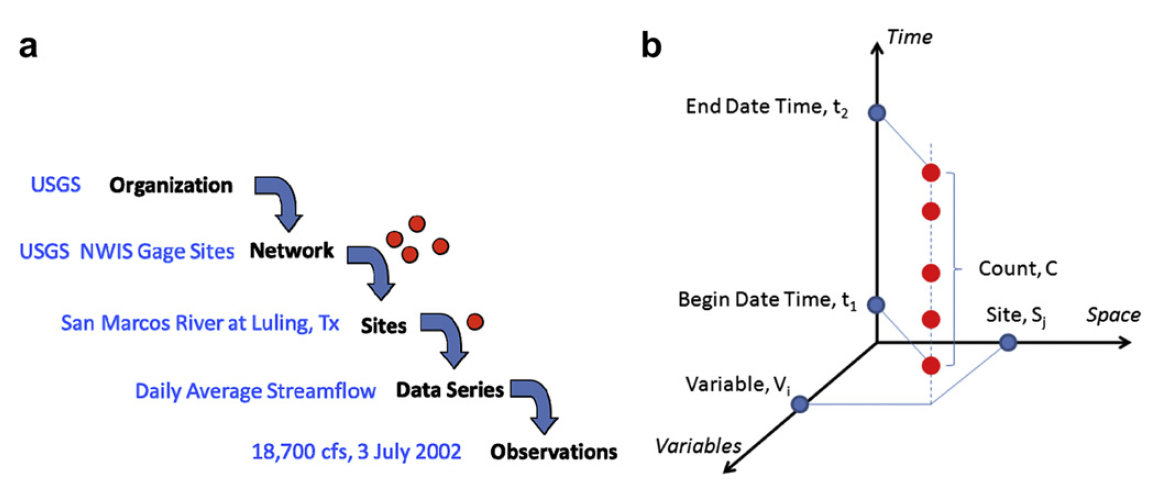 a
USGS Organization
USGS NWIS Gage Sites Network
San Marcos River at Luling, Tx Sites
Daily Average Streamflow Data Series
18,700 cfs, 3 July 2002 Observations
b
Time
End Date Time, t2
Count, C
Begin Date Time, t1
Site, Sj
Space
Variable, Vi
Variables